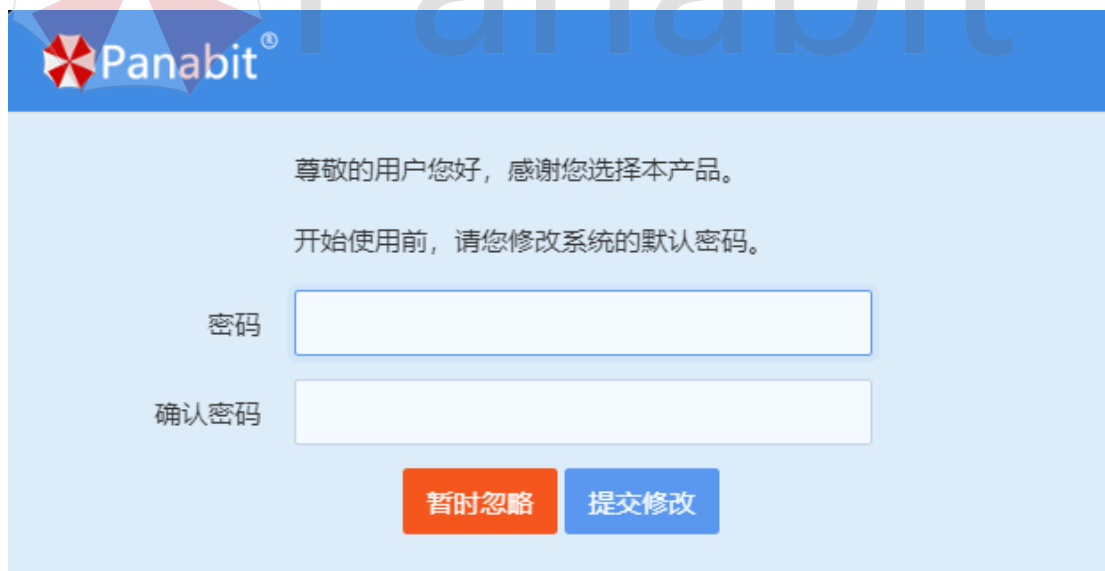 Panabit
Panabit®
尊敬的用户您好，感谢您选择本产品。
开始使用前，请您修改系统的默认密码。
密码
确认密码
暂时忽略
提交修改